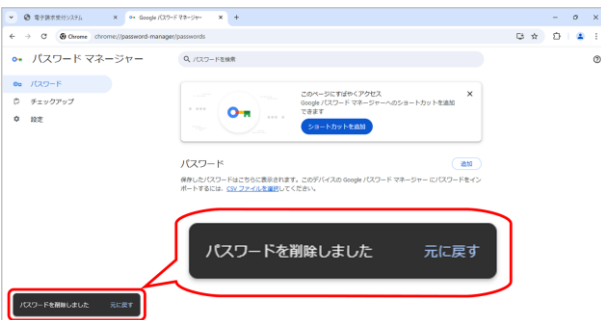 電子請求受付システム
Google パスワード マネージャー
Chrome
chrome://password-manager/passwords
パスワード マネージャー
パスワードを検索
パスワード
チェックアップ
設定
このページにすばやくアクセス
Google パスワード マネージャーへのショートカットを追加
できます
ショートカットを追加
パスワード
追加
保存したパスワードはこちらに表示されます。このデバイスの Google パスワード マネージャー にパスワードをイン
ポートするには、CSV ファイルを選択してください。
パスワードを削除しました 元に戻す
パスワードを削除しました 元に戻す